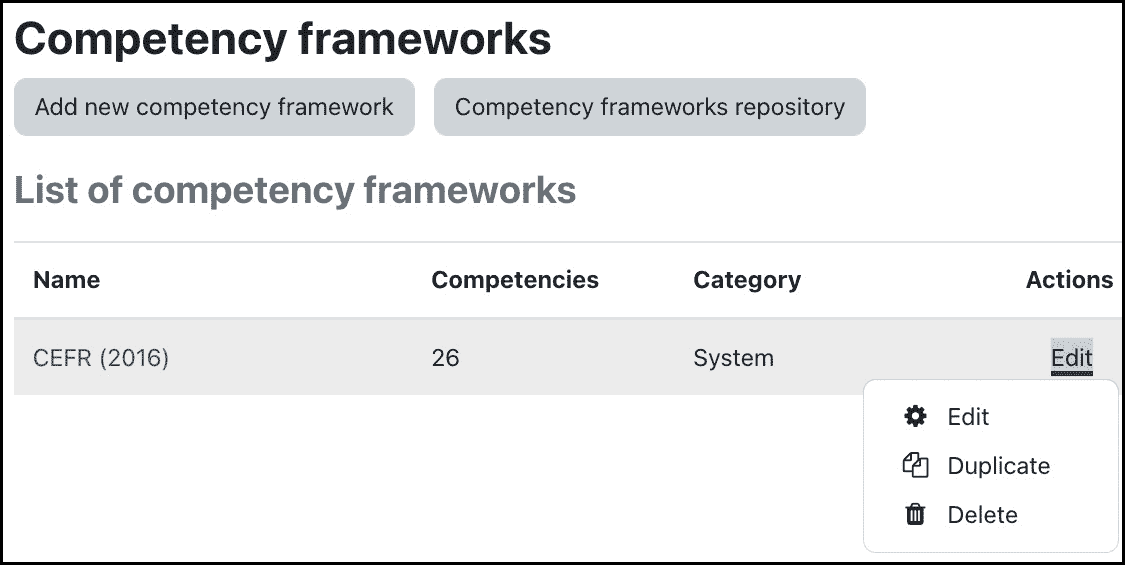 Competency frameworks
Add new competency framework Competency frameworks repository
List of competency frameworks
Name Competencies Category Actions
CEFR (2016) 26 System Edit
Edit
Duplicate
Delete